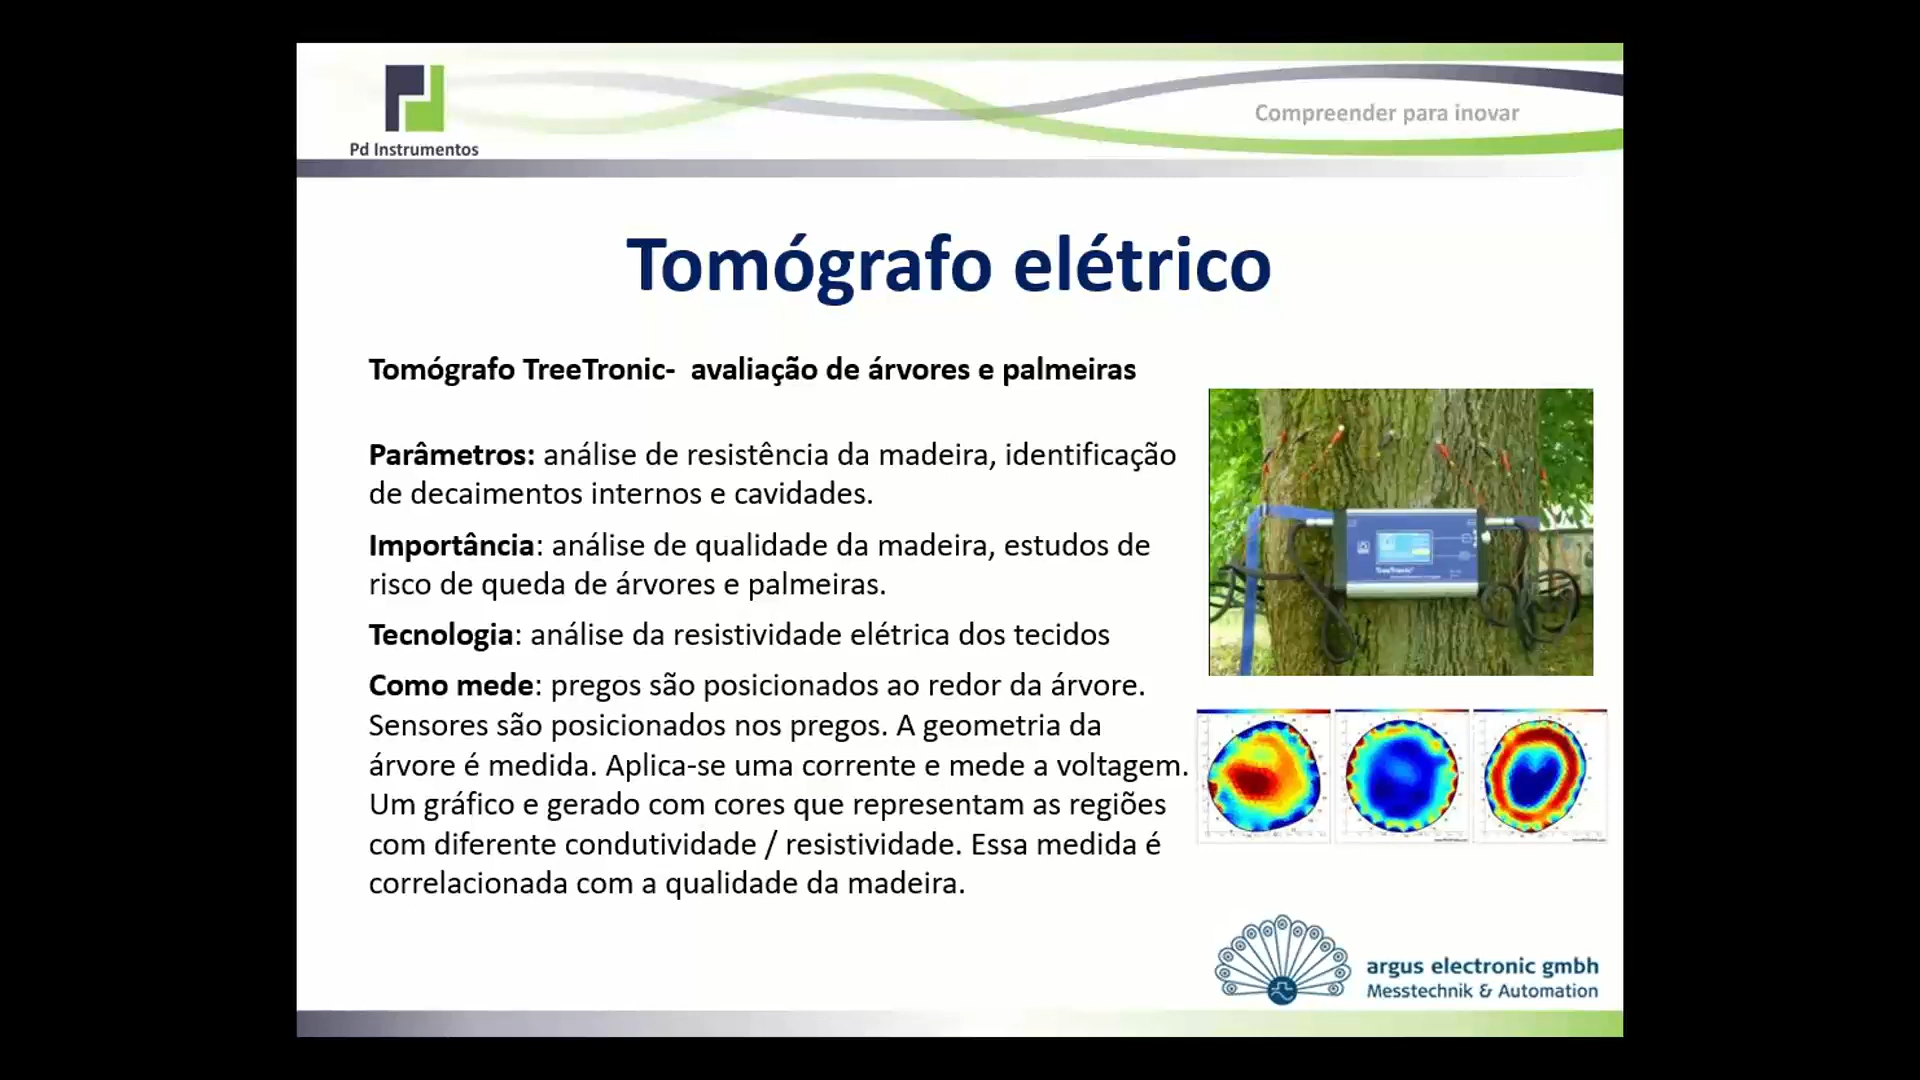 Pd Instrumentos
Compreender para inovar
Tomógrafo elétrico
Tomógrafo TreeTronic-  avaliação de árvores e palmeiras
Parâmetros: análise de resistência da madeira, identificação
de decaimentos internos e cavidades.
Importância: análise de qualidade da madeira, estudos de
risco de queda de árvores e palmeiras.
Tecnologia: análise da resistividade elétrica dos tecidos
Como mede: pregos são posicionados ao redor da árvore.
Sensores são posicionados nos pregos. A geometria da
árvore é medida. Aplica-se uma corrente e mede a voltagem.
Um gráfico e gerado com cores que representam as regiões
com diferente condutividade / resistividade. Essa medida é
correlacionada com a qualidade da madeira.
TreeTronic
argus electronic gmbh
Messtechnik & Automation